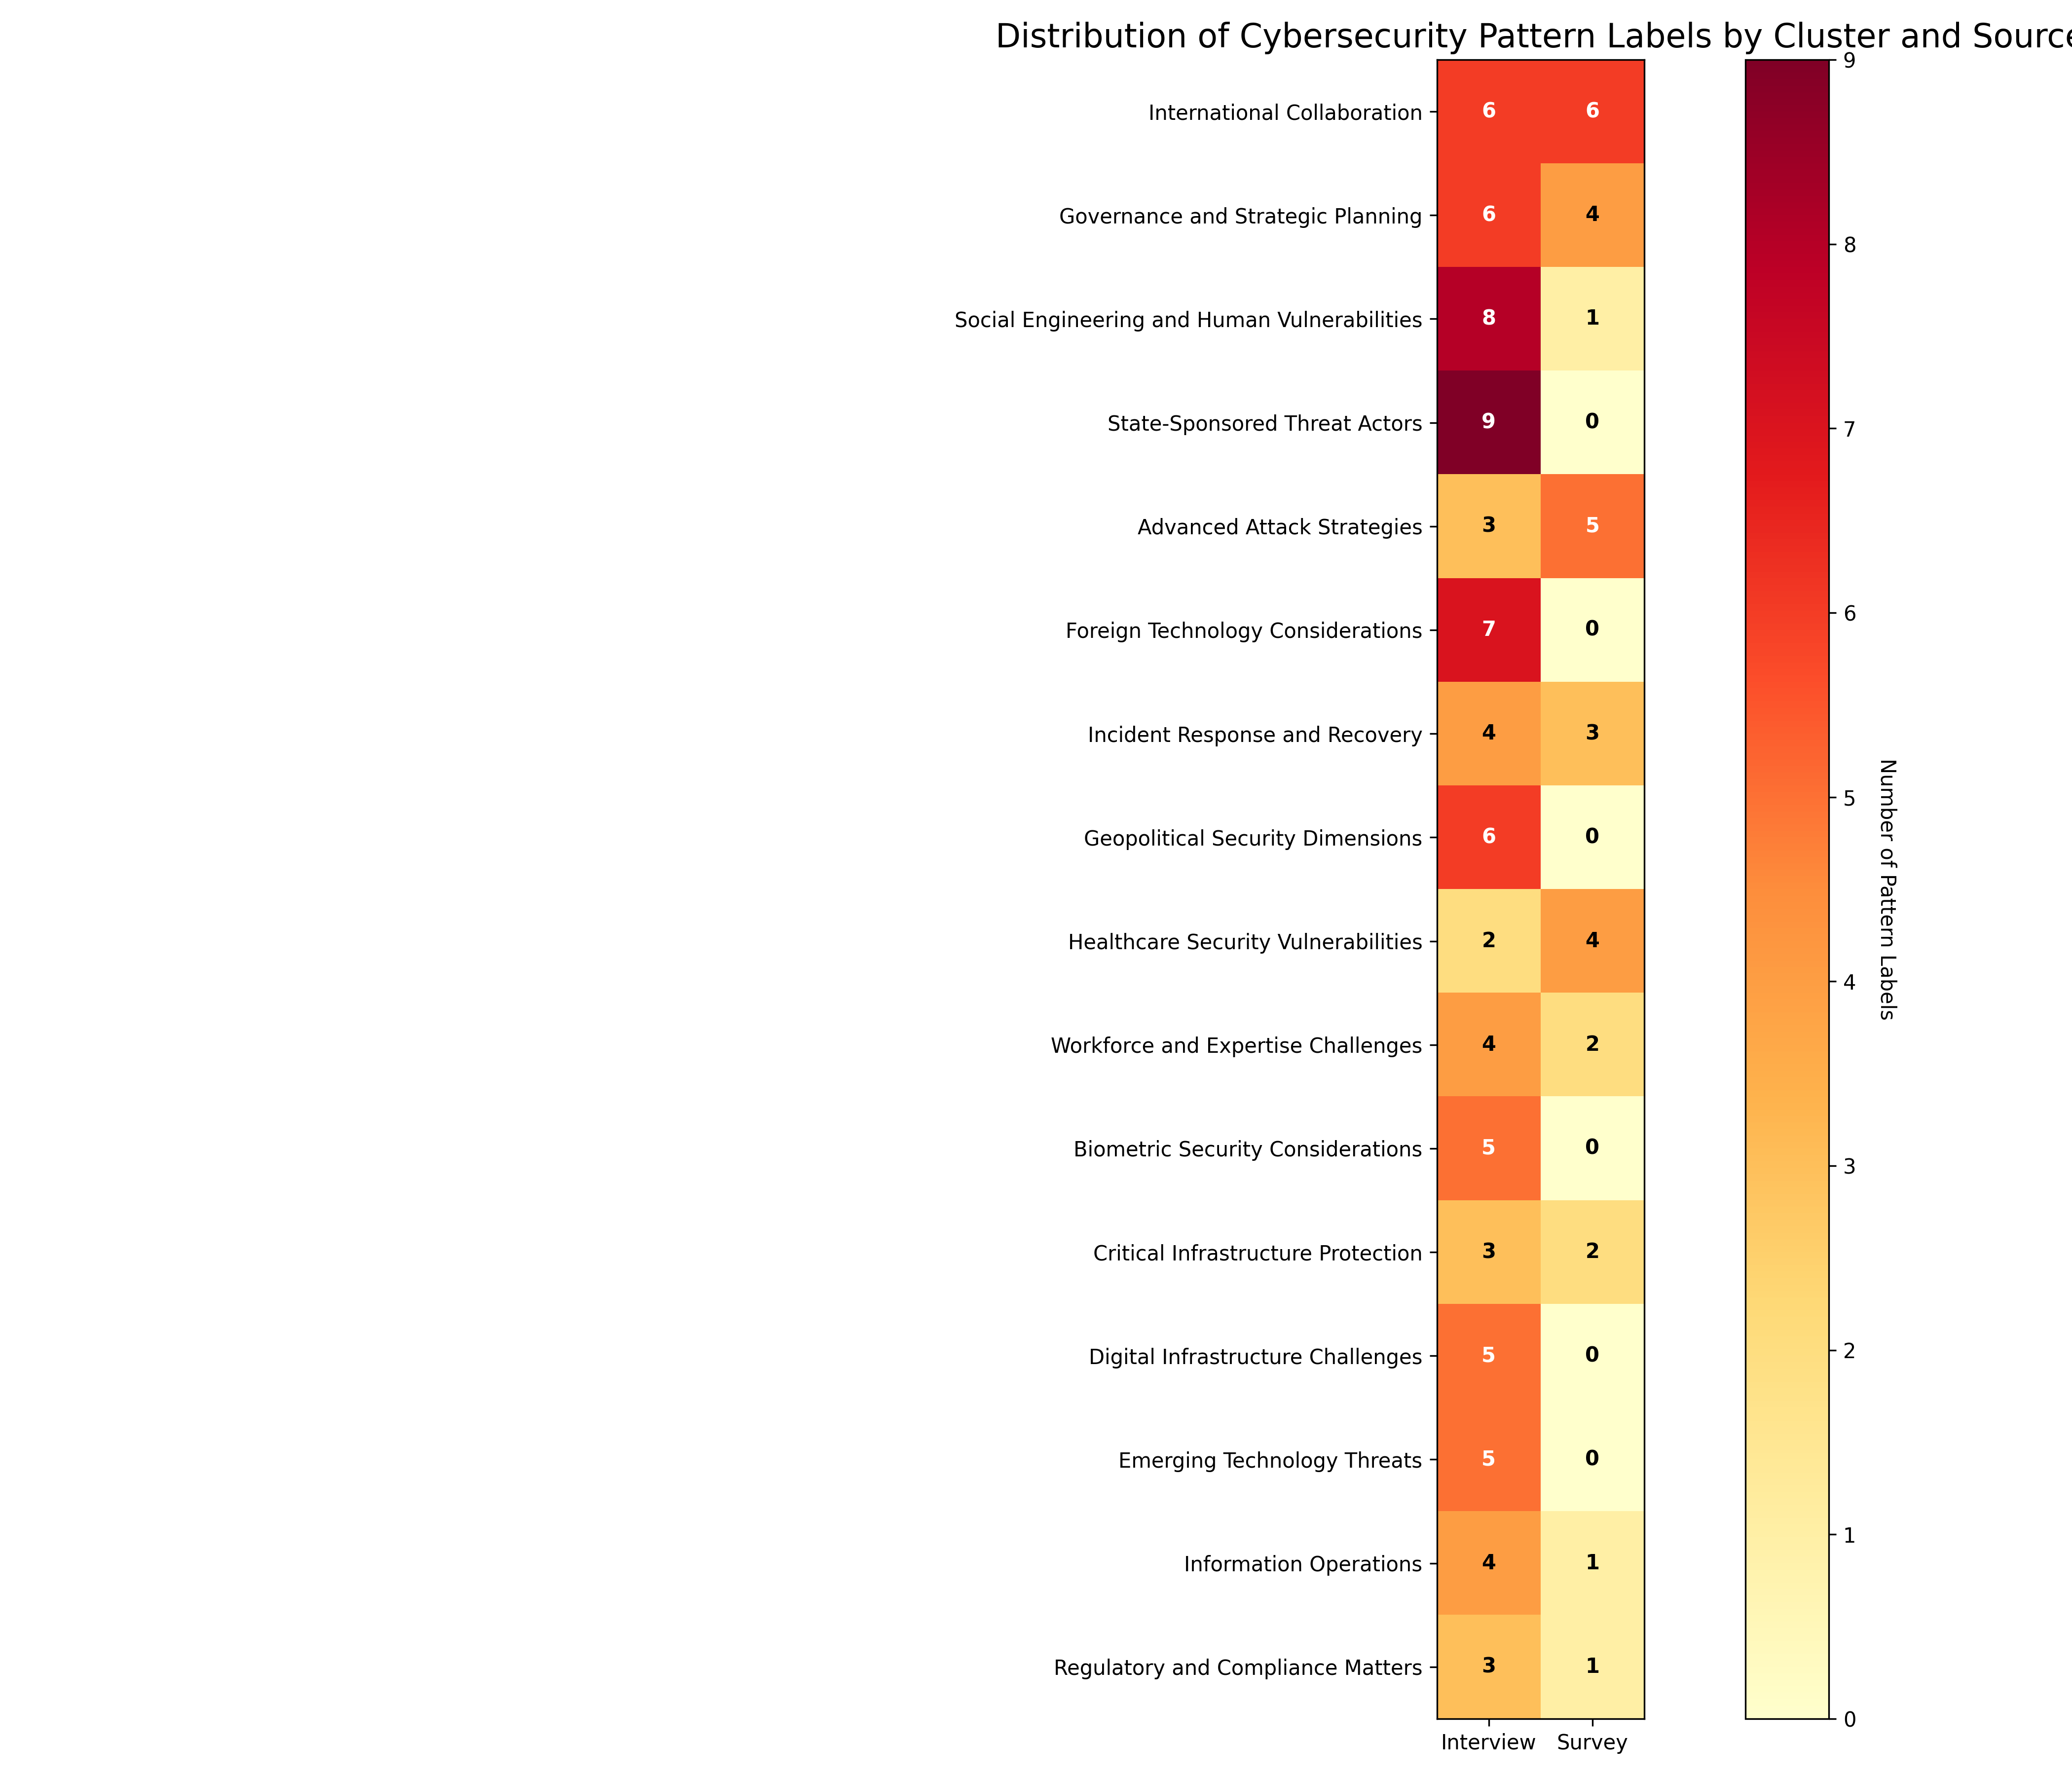 Distribution of Cybersecurity Pattern Labels by Cluster and Source
International Collaboration 6 6
Governance and Strategic Planning 6 4
Social Engineering and Human Vulnerabilities 8 1
State-Sponsored Threat Actors 9 0
Advanced Attack Strategies 3 5
Foreign Technology Considerations 7 0
Incident Response and Recovery 4 3
Geopolitical Security Dimensions 6 0
Healthcare Security Vulnerabilities 2 4
Workforce and Expertise Challenges 4 2
Biometric Security Considerations 5 0
Critical Infrastructure Protection 3 2
Digital Infrastructure Challenges 5 0
Emerging Technology Threats 5 0
Information Operations 4 1
Regulatory and Compliance Matters 3 1
Interview Survey
9
8
7
6
5
4
3
2
1
0
Number of Pattern Labels